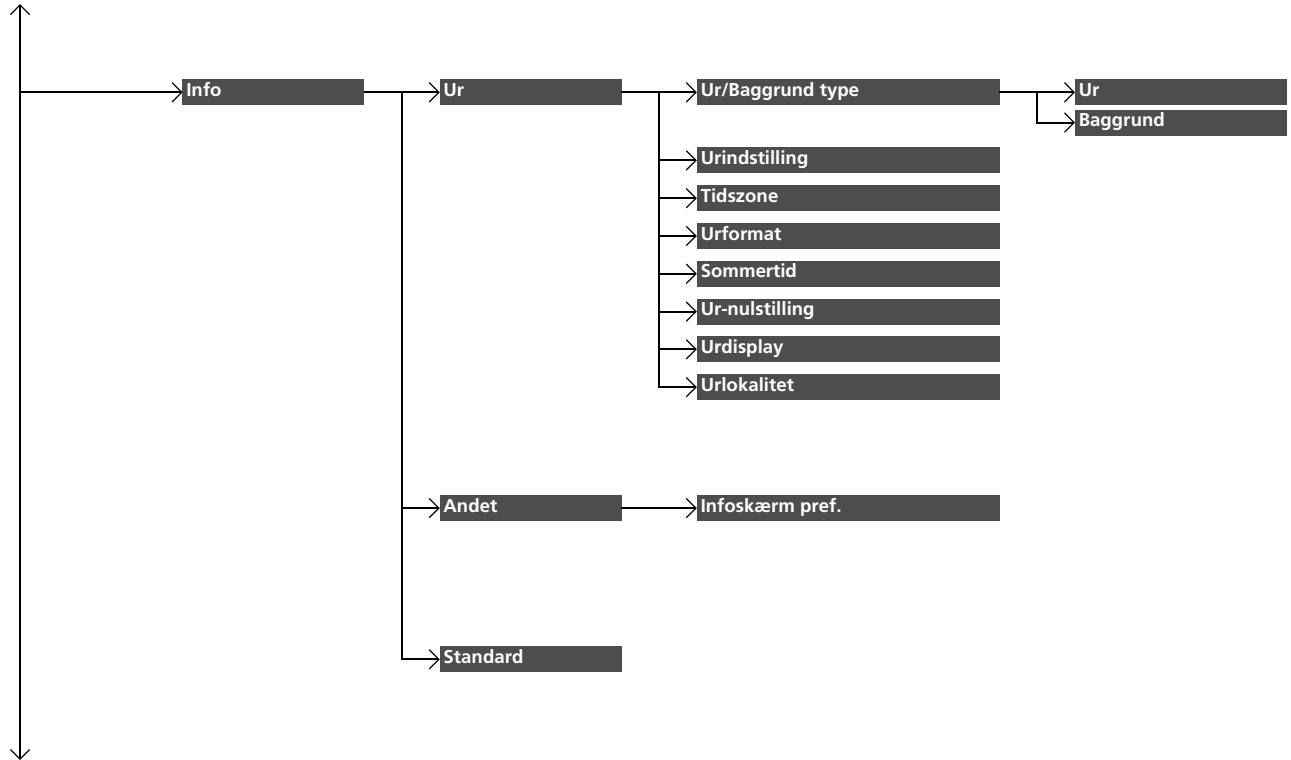 Info
Ur
Ur/Baggrund type
Ur
Baggrund
Urindstilling
Tidszone
Urformat
Sommertid
Ur-nulstilling
Urdisplay
Urlokalitet
Andet
Infoskærm pref.
Standard